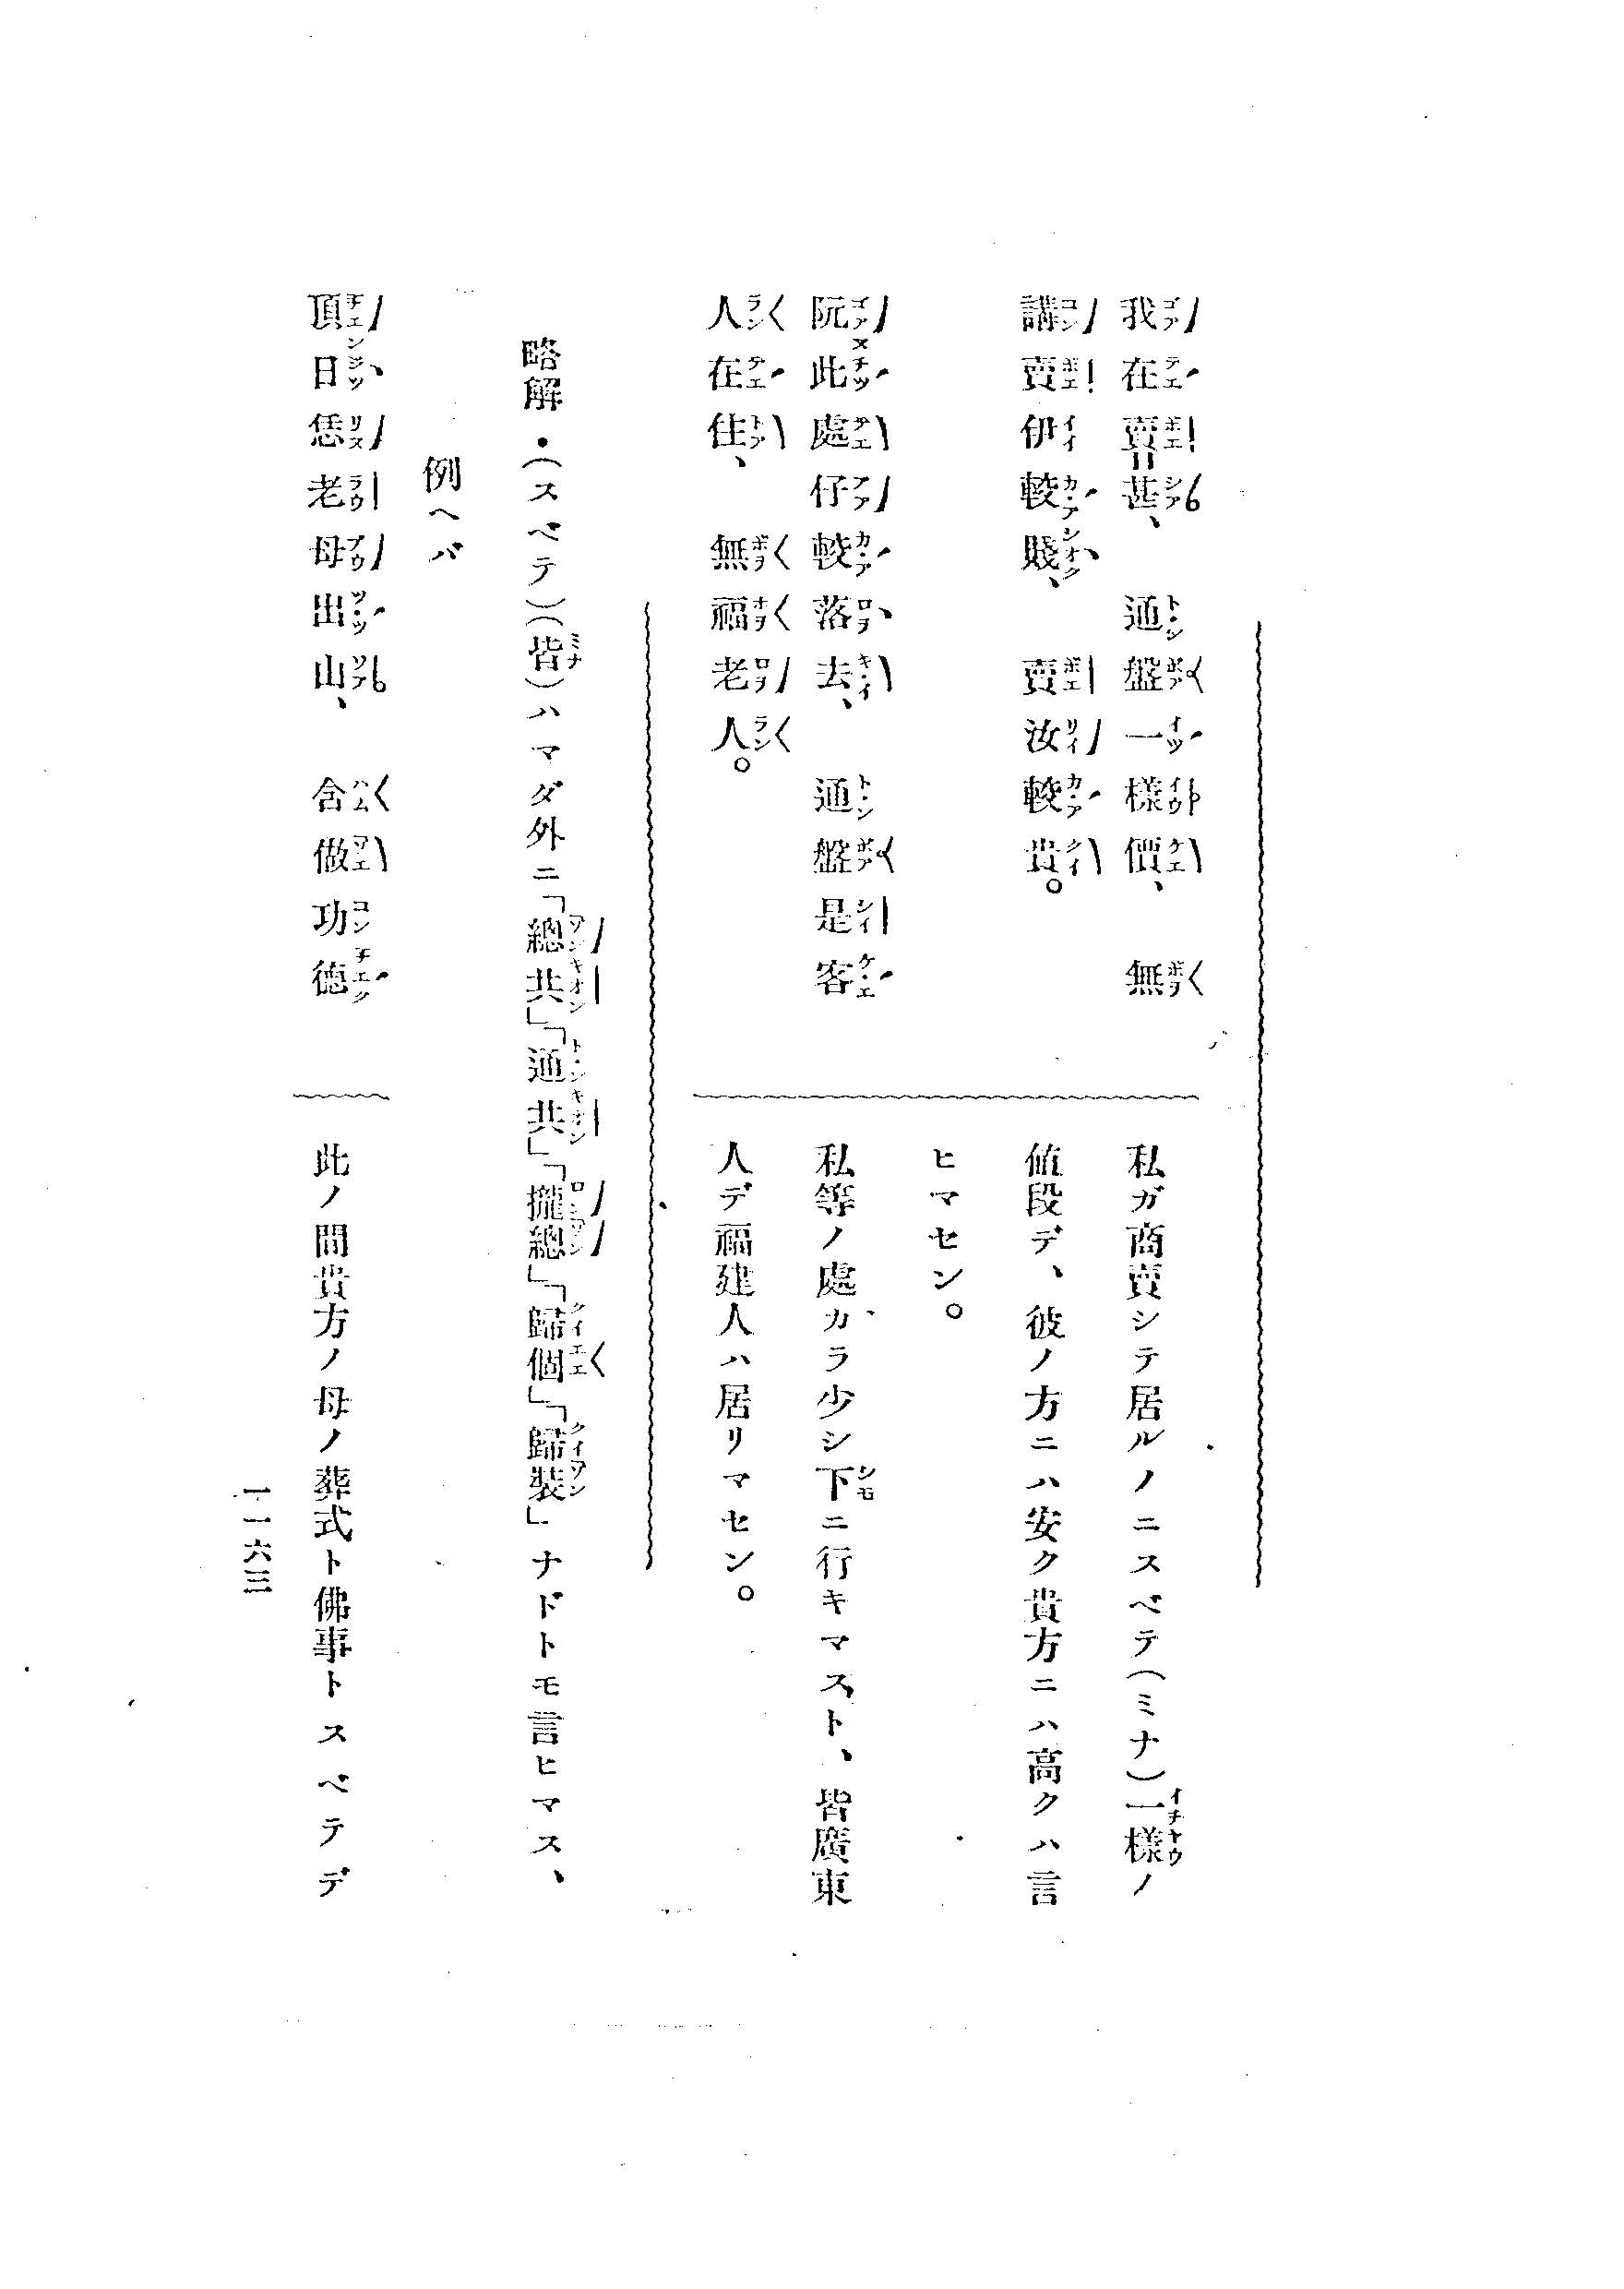 我在賣甚、通盤一樣價、無
講賣伊較賤、賣汝較貴。
私ガ商賣シテ居ルノニスベテ(ミナ)一樣ノ
値段デ、彼ノ方ニハ安ク貴方ニハ高クハ言
ヒマセン。
阮此處仔較落去、通盤是客
人在住、無福老人。
私等ノ處カラ少シ下ニ行キマスト、皆廣東
人デ福建人ハ居リマセン。
略解・(スベテ)(皆)ハマダ外ニ「總共」「通共」「攏總」「歸個」「歸裝」ナドトモ言ヒマス、
例ヘバ
頂日恁老母出山、含做功德
此ノ間貴方ノ母ノ葬式ト佛事トスベテデ
一一六三